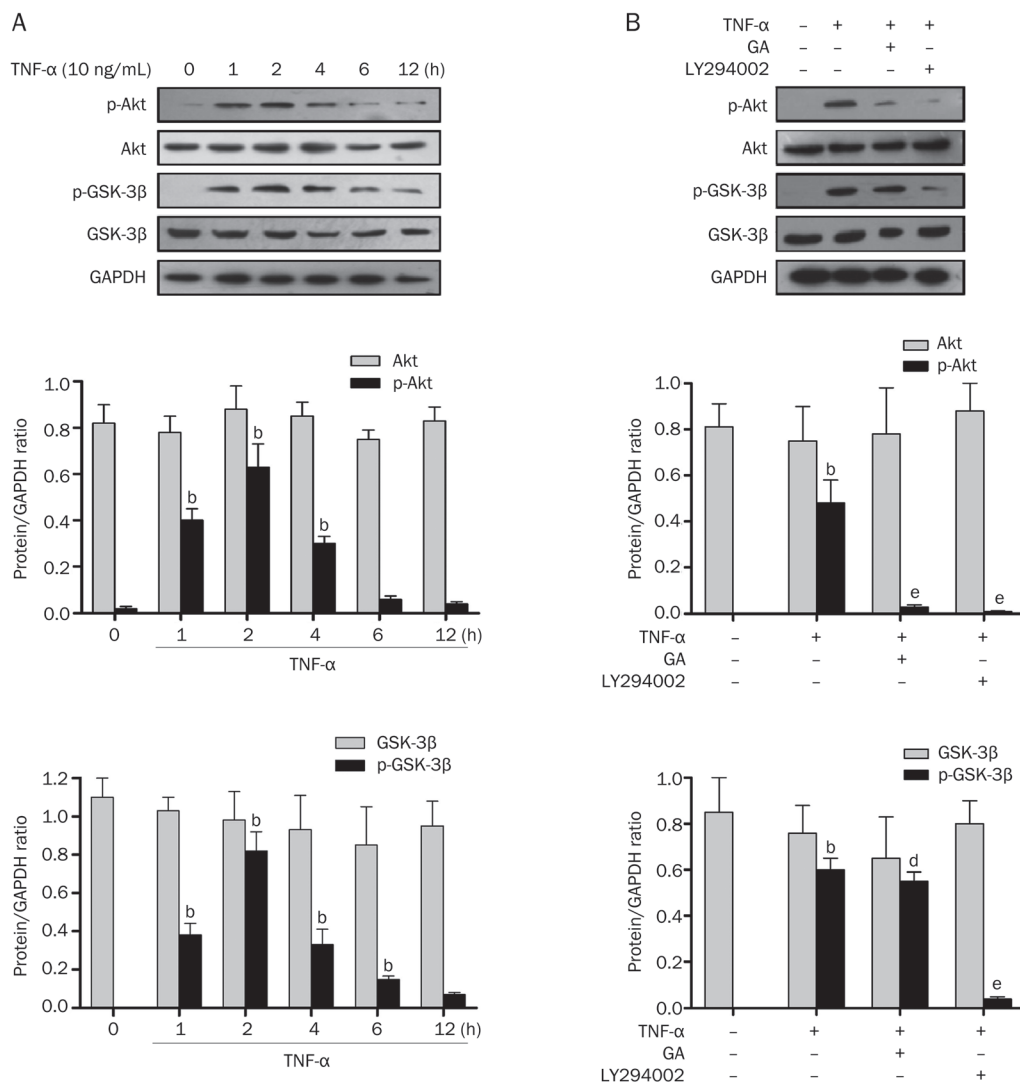 A
TNF-α (10 ng/mL) 0 1 2 4 6 12 (h)
p-Akt
Akt
p-GSK-3β
GSK-3β
GAPDH
Akt
p-Akt
Protein/GAPDH ratio
1.0
0.8
0.6
0.4
0.2
0.0
b
b
b
0 1 2 4 6 12 (h)
TNF-α
GSK-3β
p-GSK-3β
Protein/GAPDH ratio
1.2
1.0
0.8
0.6
0.4
0.2
0.0
b
b
b
b
0 1 2 4 6 12 (h)
TNF-α
B
TNF-α – + + +
GA – – + –
LY294002 – – – +
p-Akt
Akt
p-GSK-3β
GSK-3β
GAPDH
Akt
p-Akt
Protein/GAPDH ratio
1.0
0.8
0.6
0.4
0.2
0.0
b
e
e
TNF-α – + + +
GA – – + –
LY294002 – – – +
GSK-3β
p-GSK-3β
Protein/GAPDH ratio
1.0
0.8
0.6
0.4
0.2
0.0
b
d
e
TNF-α – + + +
GA – – + –
LY294002 – – – +